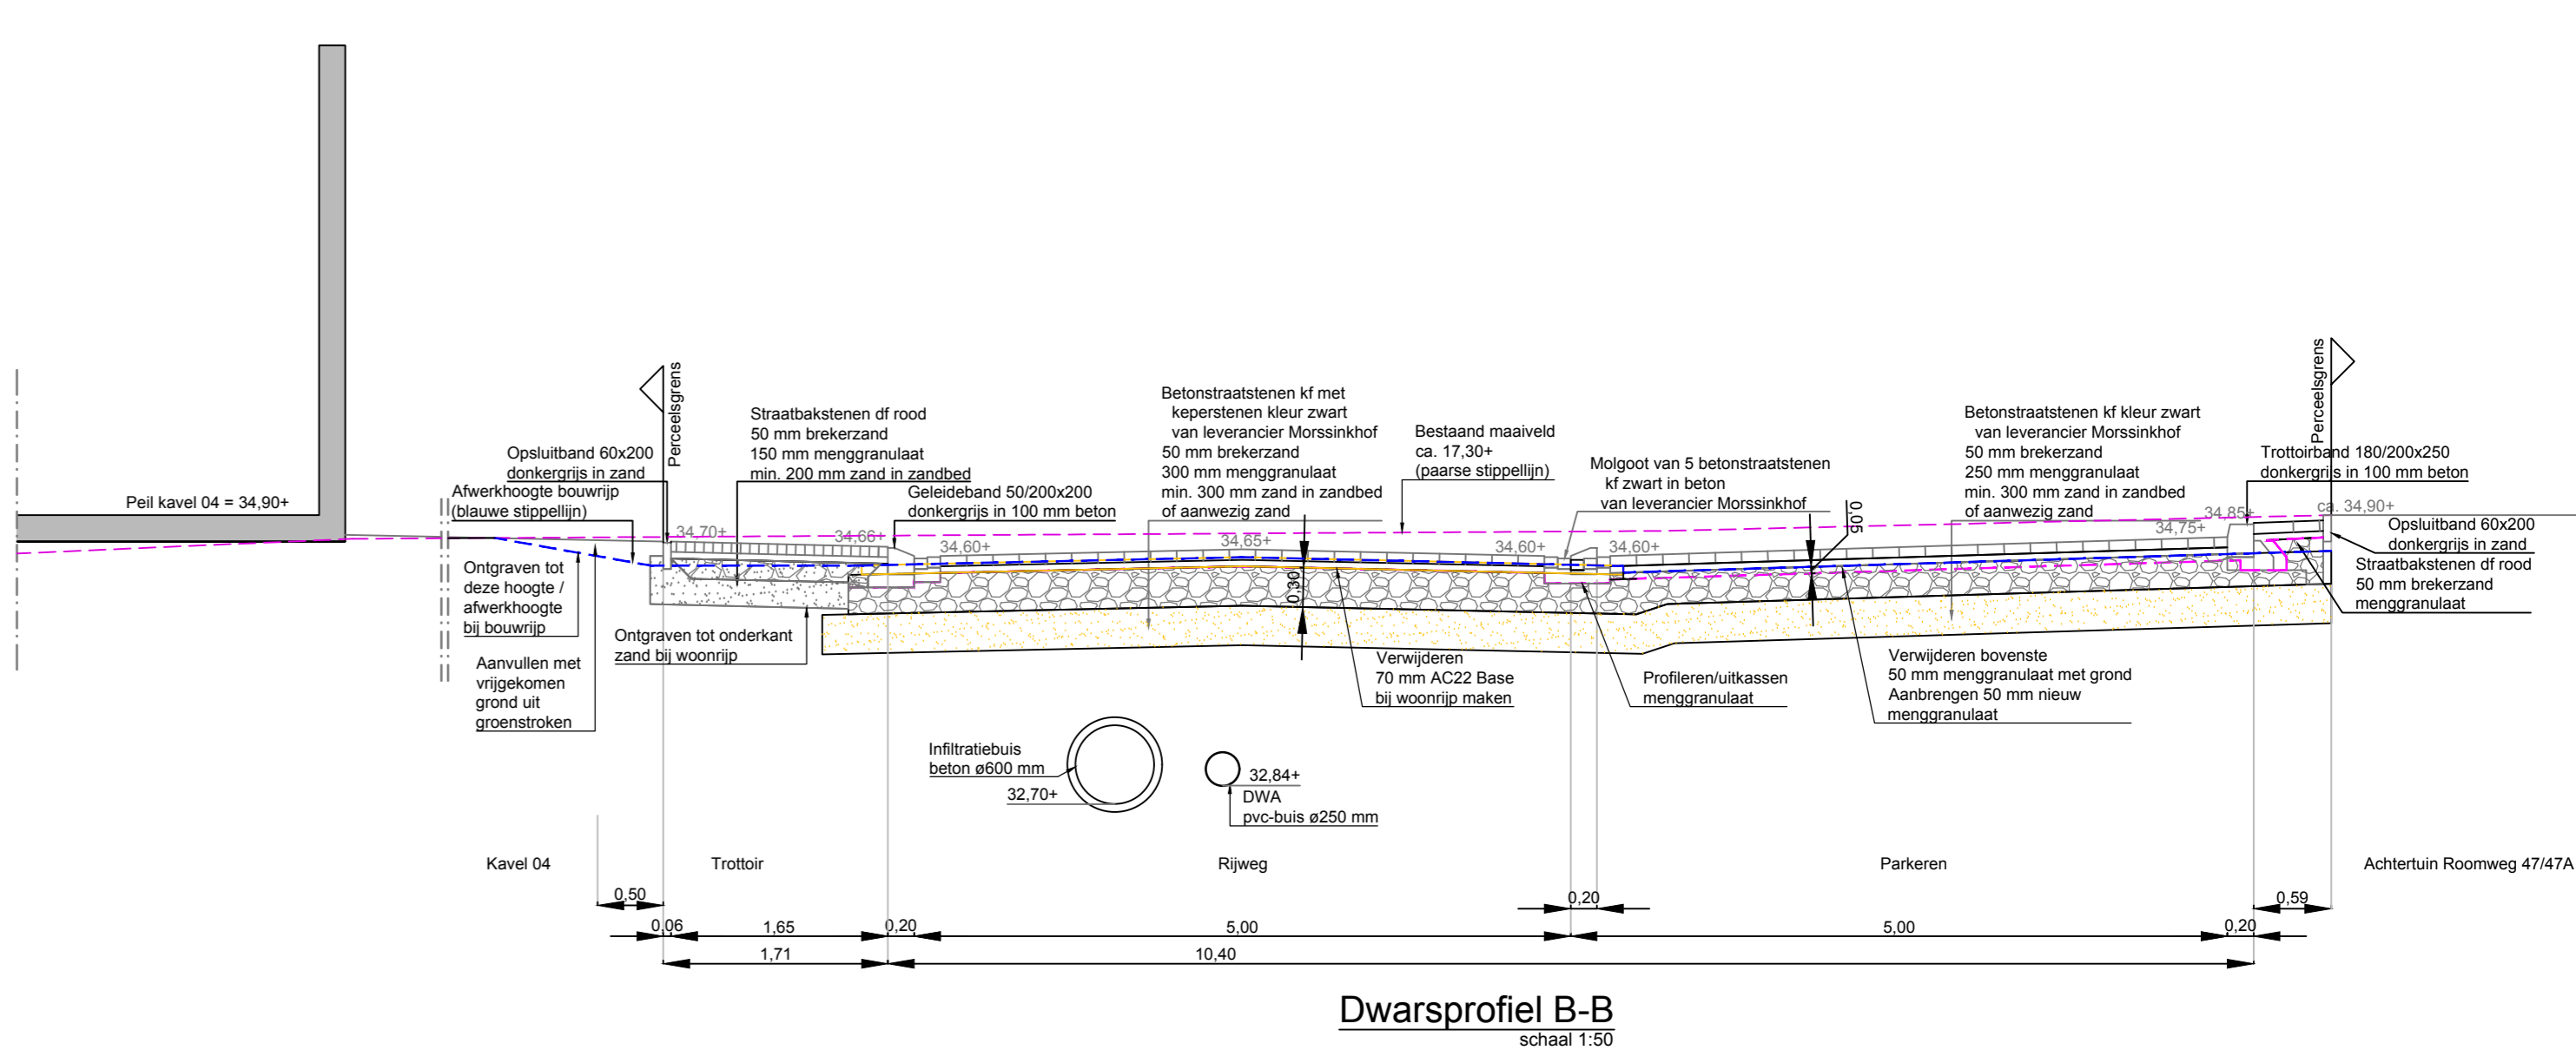 Peil kavel 04 = 34,90+
Opsluitband 60x200
donkergrijs in zand
Afwerkhoogte bouwrijp
(blauwe stippellijn)
Perceelsgrens
Ontgraven tot
deze hoogte /
afwerkhoogte
bij bouwrijp
Aanvullen met
vrijgekomen
grond uit
groenstroken
Straatbakstenen df rood
50 mm brekerzand
150 mm menggranulaat
min. 200 mm zand in zandbed
Ontgraven tot onderkant
zand bij woonrijp
Geleideband 50/200x200
donkergrijs in 100 mm beton
34,70+
34,66+
34,60+
34,65+
34,60+
34,60+
34,75+
34,85+
ca. 34,90+
Betonstraatstenen kf met
keperstenen kleur zwart
van leverancier Morssinkhof
50 mm brekerzand
300 mm menggranulaat
min. 300 mm zand in zandbed
of aanwezig zand
0,30
Bestaand maaiveld
ca. 17,30+
(paarse stippellijn)
Molgoot van 5 betonstraatstenen
kf zwart in beton
van leverancier Morssinkhof
0,05
Betonstraatstenen kf kleur zwart
van leverancier Morssinkhof
50 mm brekerzand
250 mm menggranulaat
min. 300 mm zand in zandbed
of aanwezig zand
Perceelsgrens
Trottoirband 180/200x250
donkergrijs in 100 mm beton
Opsluitband 60x200
donkergrijs in zand
Straatbakstenen df rood
50 mm brekerzand
menggranulaat
Verwijderen
70 mm AC22 Base
bij woonrijp maken
Profileren/uitkassen
menggranulaat
Verwijderen bovenste
50 mm menggranulaat met grond
Aanbrengen 50 mm nieuw
menggranulaat
Infiltratiebuis
beton ø600 mm
32,70+
32,84+
DWA
pvc-buis ø250 mm
Kavel 04
Trottoir
Rijweg
Parkeren
Achtertuin Roomweg 47/47A
0,50
0,20
0,59
0,06
1,65
0,20
5,00
5,00
0,20
1,71
10,40
Dwarsprofiel B-B
schaal 1:50